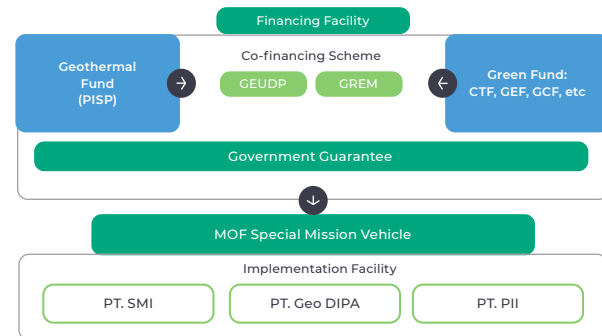 Financing Facility
Geothermal
Fund
(PISP)
Co-financing Scheme
GEUDP
GREM
Green Fund:
CTF, GEF, GCF, etc
Government Guarantee
MOF Special Mission Vehicle
Implementation Facility
PT. SMI
PT. Geo DIPA
PT. PII